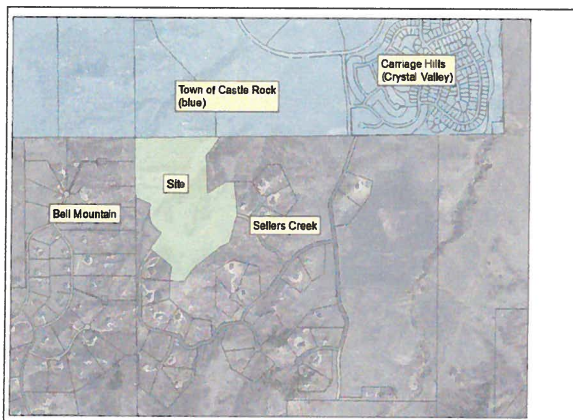 Carriage Hills
(Crystal Valley)
Town of Castle Rock
(blue)
Site
Bell Mountain
Sellers Creek